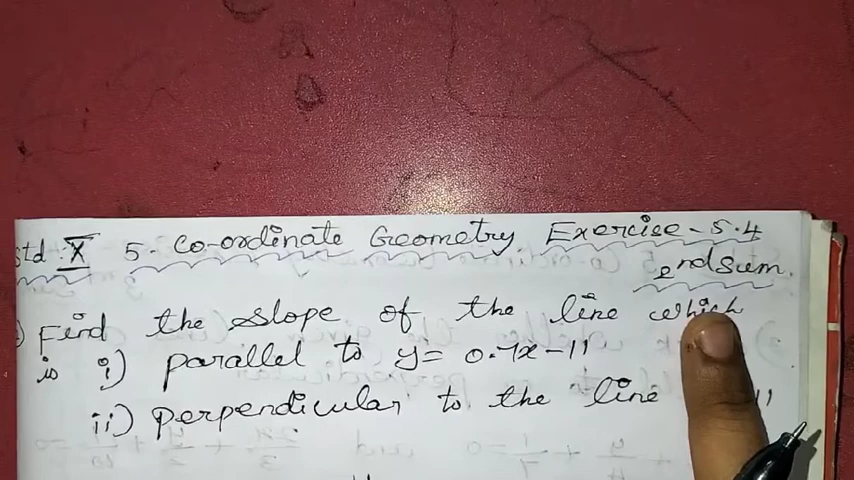 std X 5. Co-ordinate Geometry Exercise - 5.4
end sum.
Find the slope of the line which
is i) parallel to y = 0.7x - 11
ii) perpendicular to the line